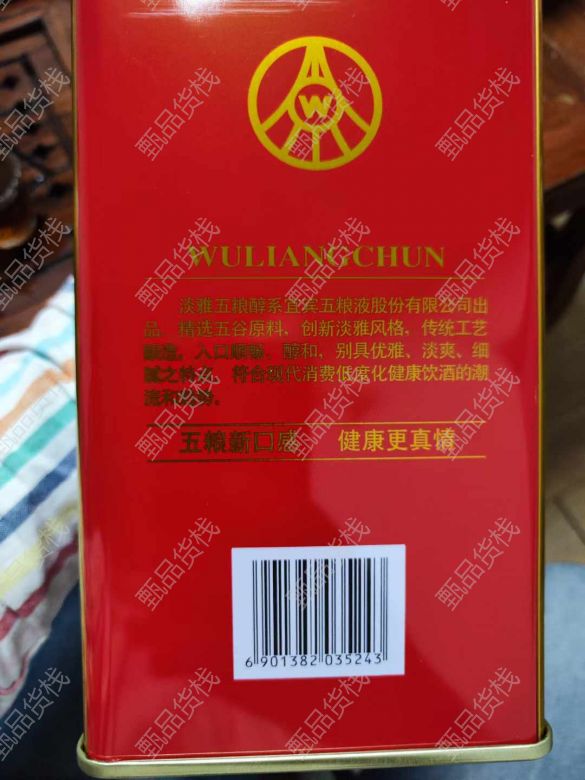 W
WULIANGCHUN
淡雅五粮醇系宜宾五粮液股份有限公司出
品。精选五谷原料、创新淡雅风格，传统工艺
酿造，入口顺畅、醇和，别具优雅、淡爽、细
腻之特点，符合现代消费低度化健康饮酒的潮
流和趋势。
五粮新口感 健康更真情
6 901382 035243
甄品货栈